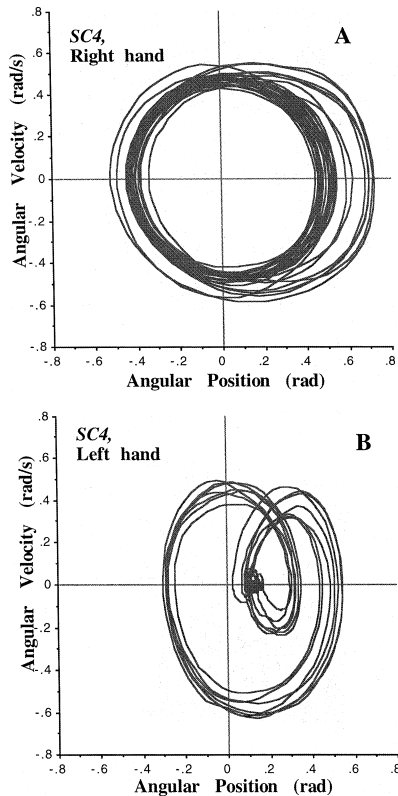 SC4,
Right hand
A
Angular Velocity (rad/s)
.8
.6
.4
.2
0
-.2
-.4
-.6
-.8
-.8 -.6 -.4 -.2 0 .2 .4 .6 .8
Angular Position (rad)
SC4,
Left hand
B
Angular Velocity (rad/s)
.8
.6
.4
.2
0
-.2
-.4
-.6
-.8
-.8 -.6 -.4 -.2 0 .2 .4 .6 .8
Angular Position (rad)